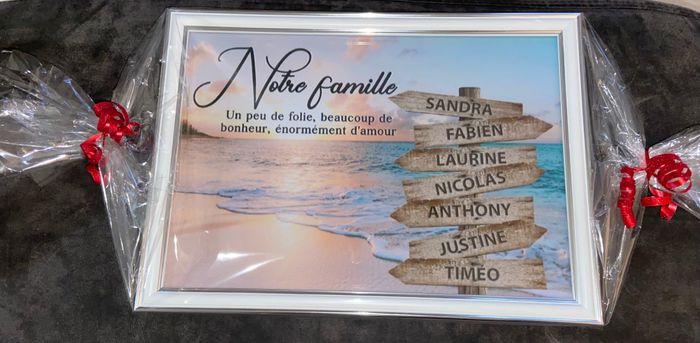 Notre famille
Un peu de folie, beaucoup de
bonheur, énormément d'amour
SANDRA
FABIEN
LAURINE
NICOLAS
ANTHONY
JUSTINE
TIMÉO